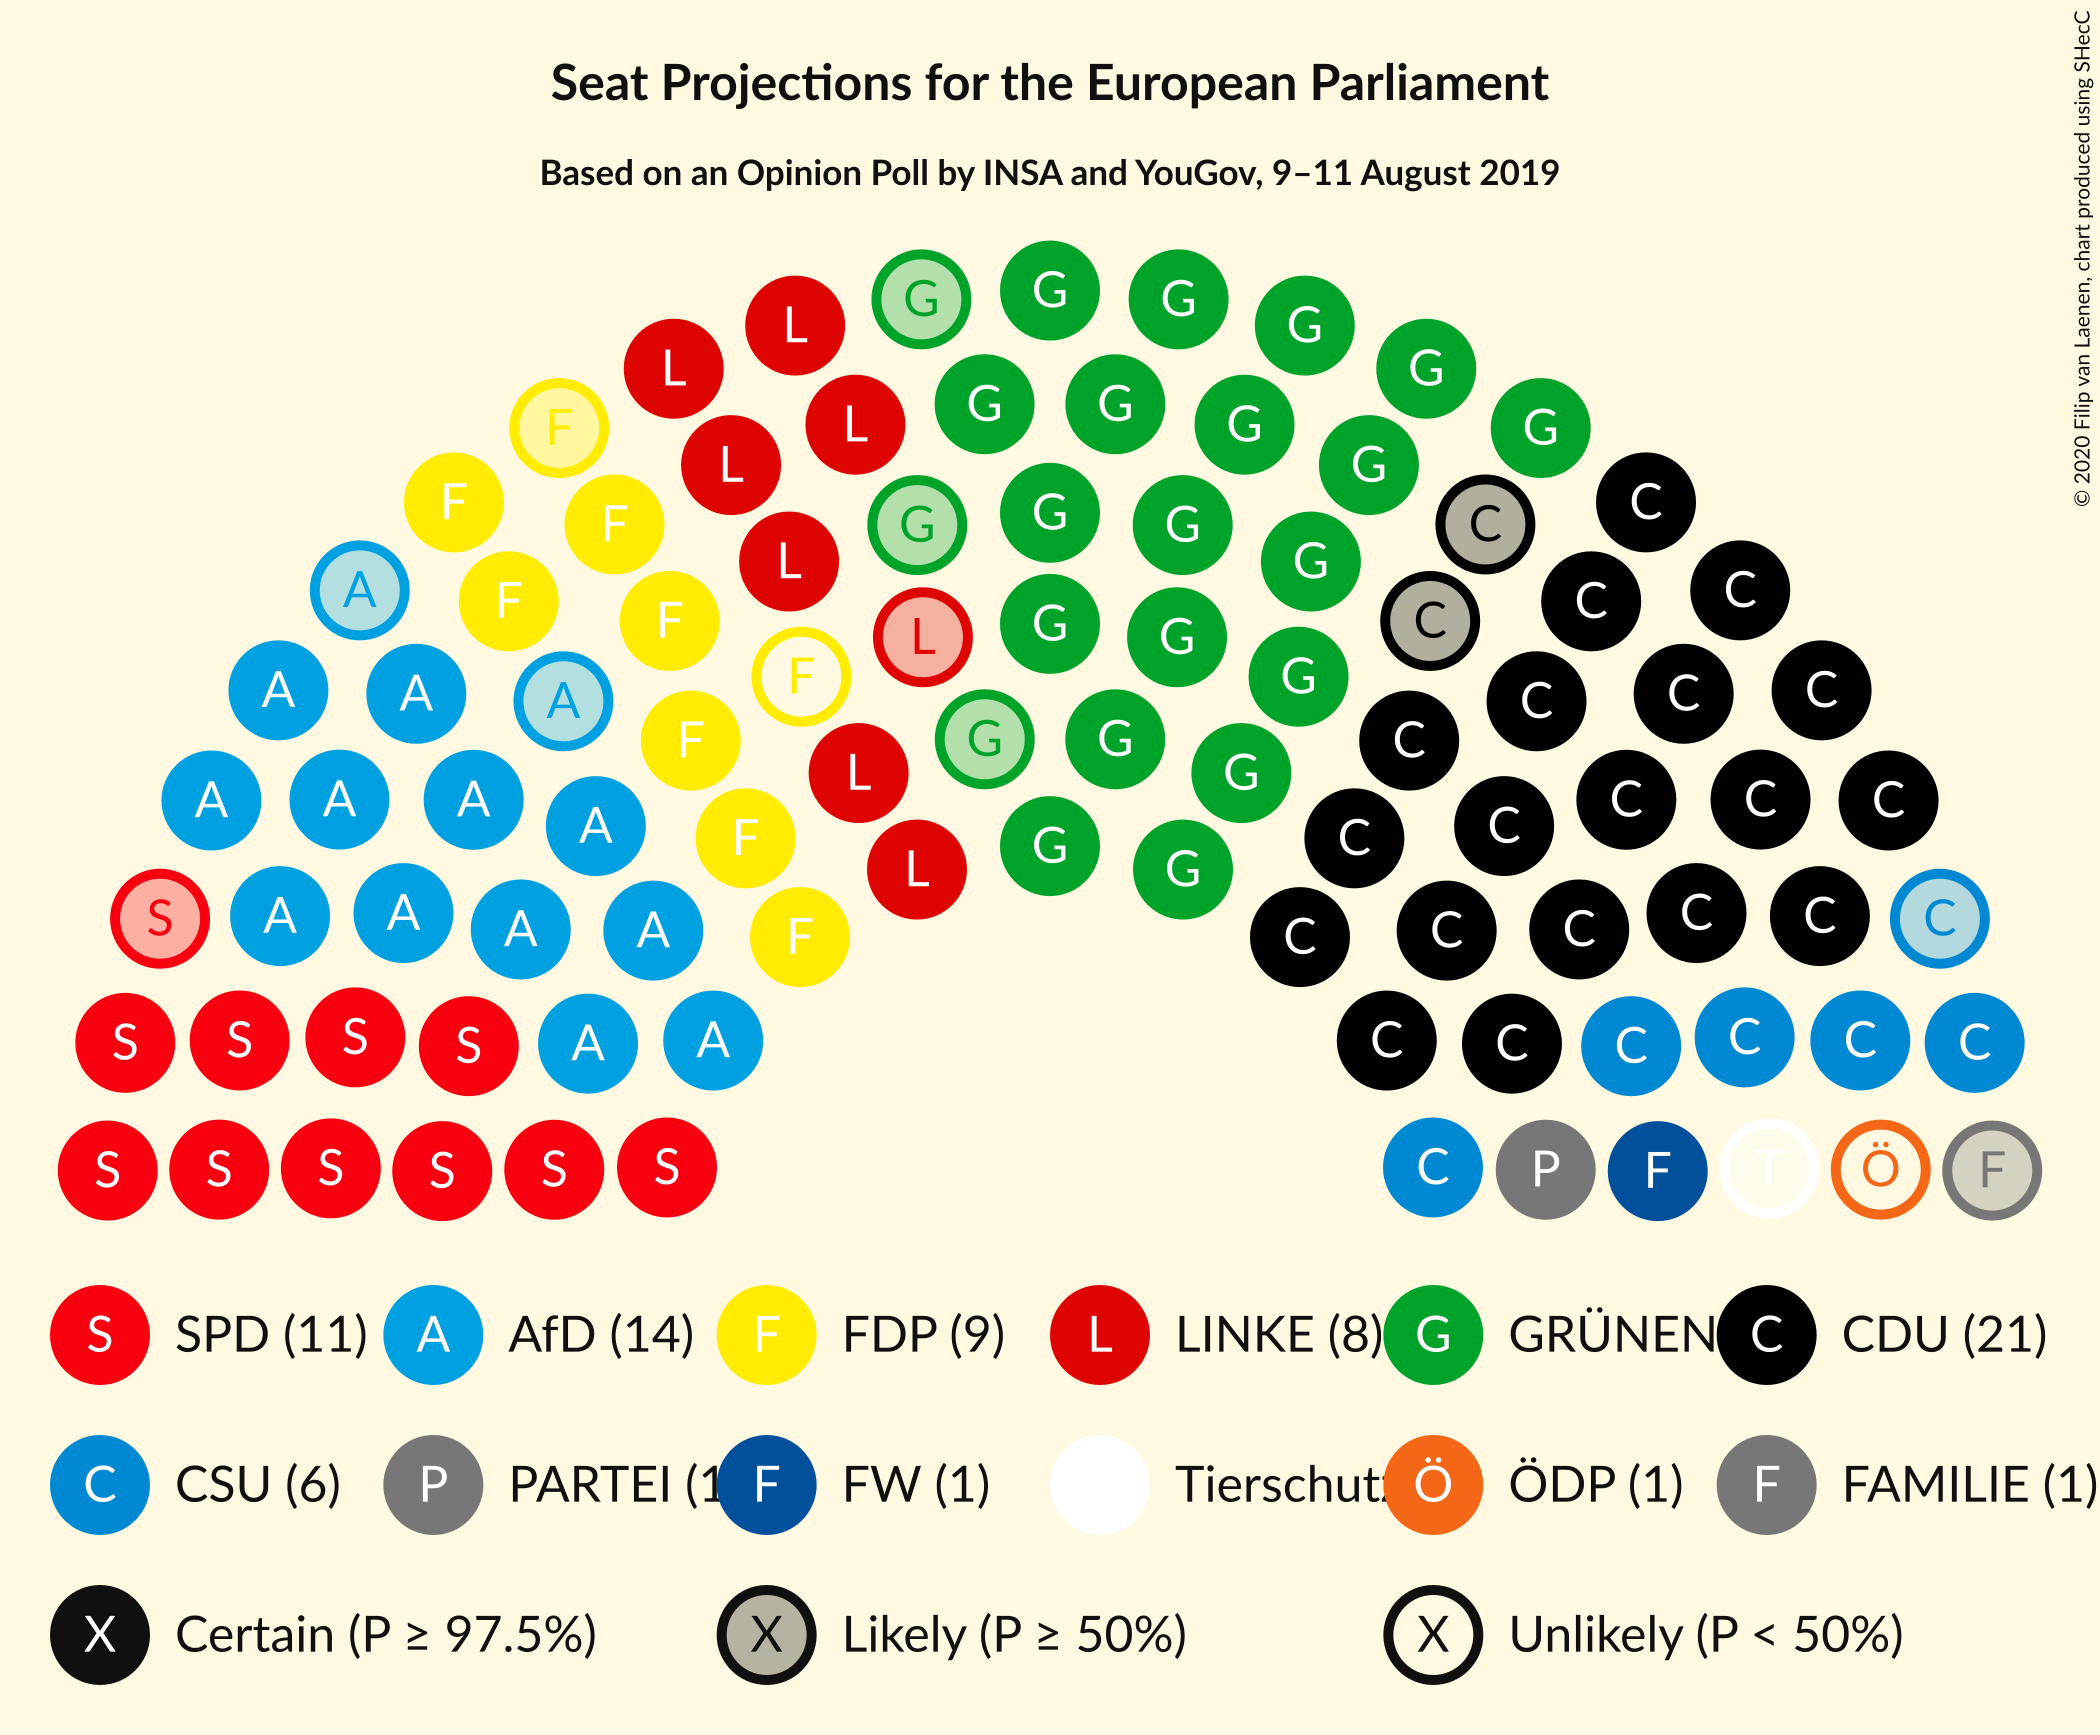 Seat Projections for the European Parliament
Based on an Opinion Poll by INSA and YouGov, 9–11 August 2019
© 2020 Filip van Laenen, chart produced using SHecC
G G G G G
L L G
L F G G G G G
L L C C
F F G G G G
L C C
A F F L G G G C
A A A F F G C C C C
L G G G C
A A A A F L G C C C C C
S A A A A F L G G C C C C C C
S S S S A A C C C C C C
S S S S S S C P F T Ö F
S SPD (11) A AfD (14) F FDP (9) L LINKE (8) G GRÜNEN C CDU (21)
C CSU (6) P PARTEI (1 F FW (1) Tierschutz Ö ÖDP (1) F FAMILIE (1)
X Certain (P ≥ 97.5%) X Likely (P ≥ 50%) X Unlikely (P < 50%)